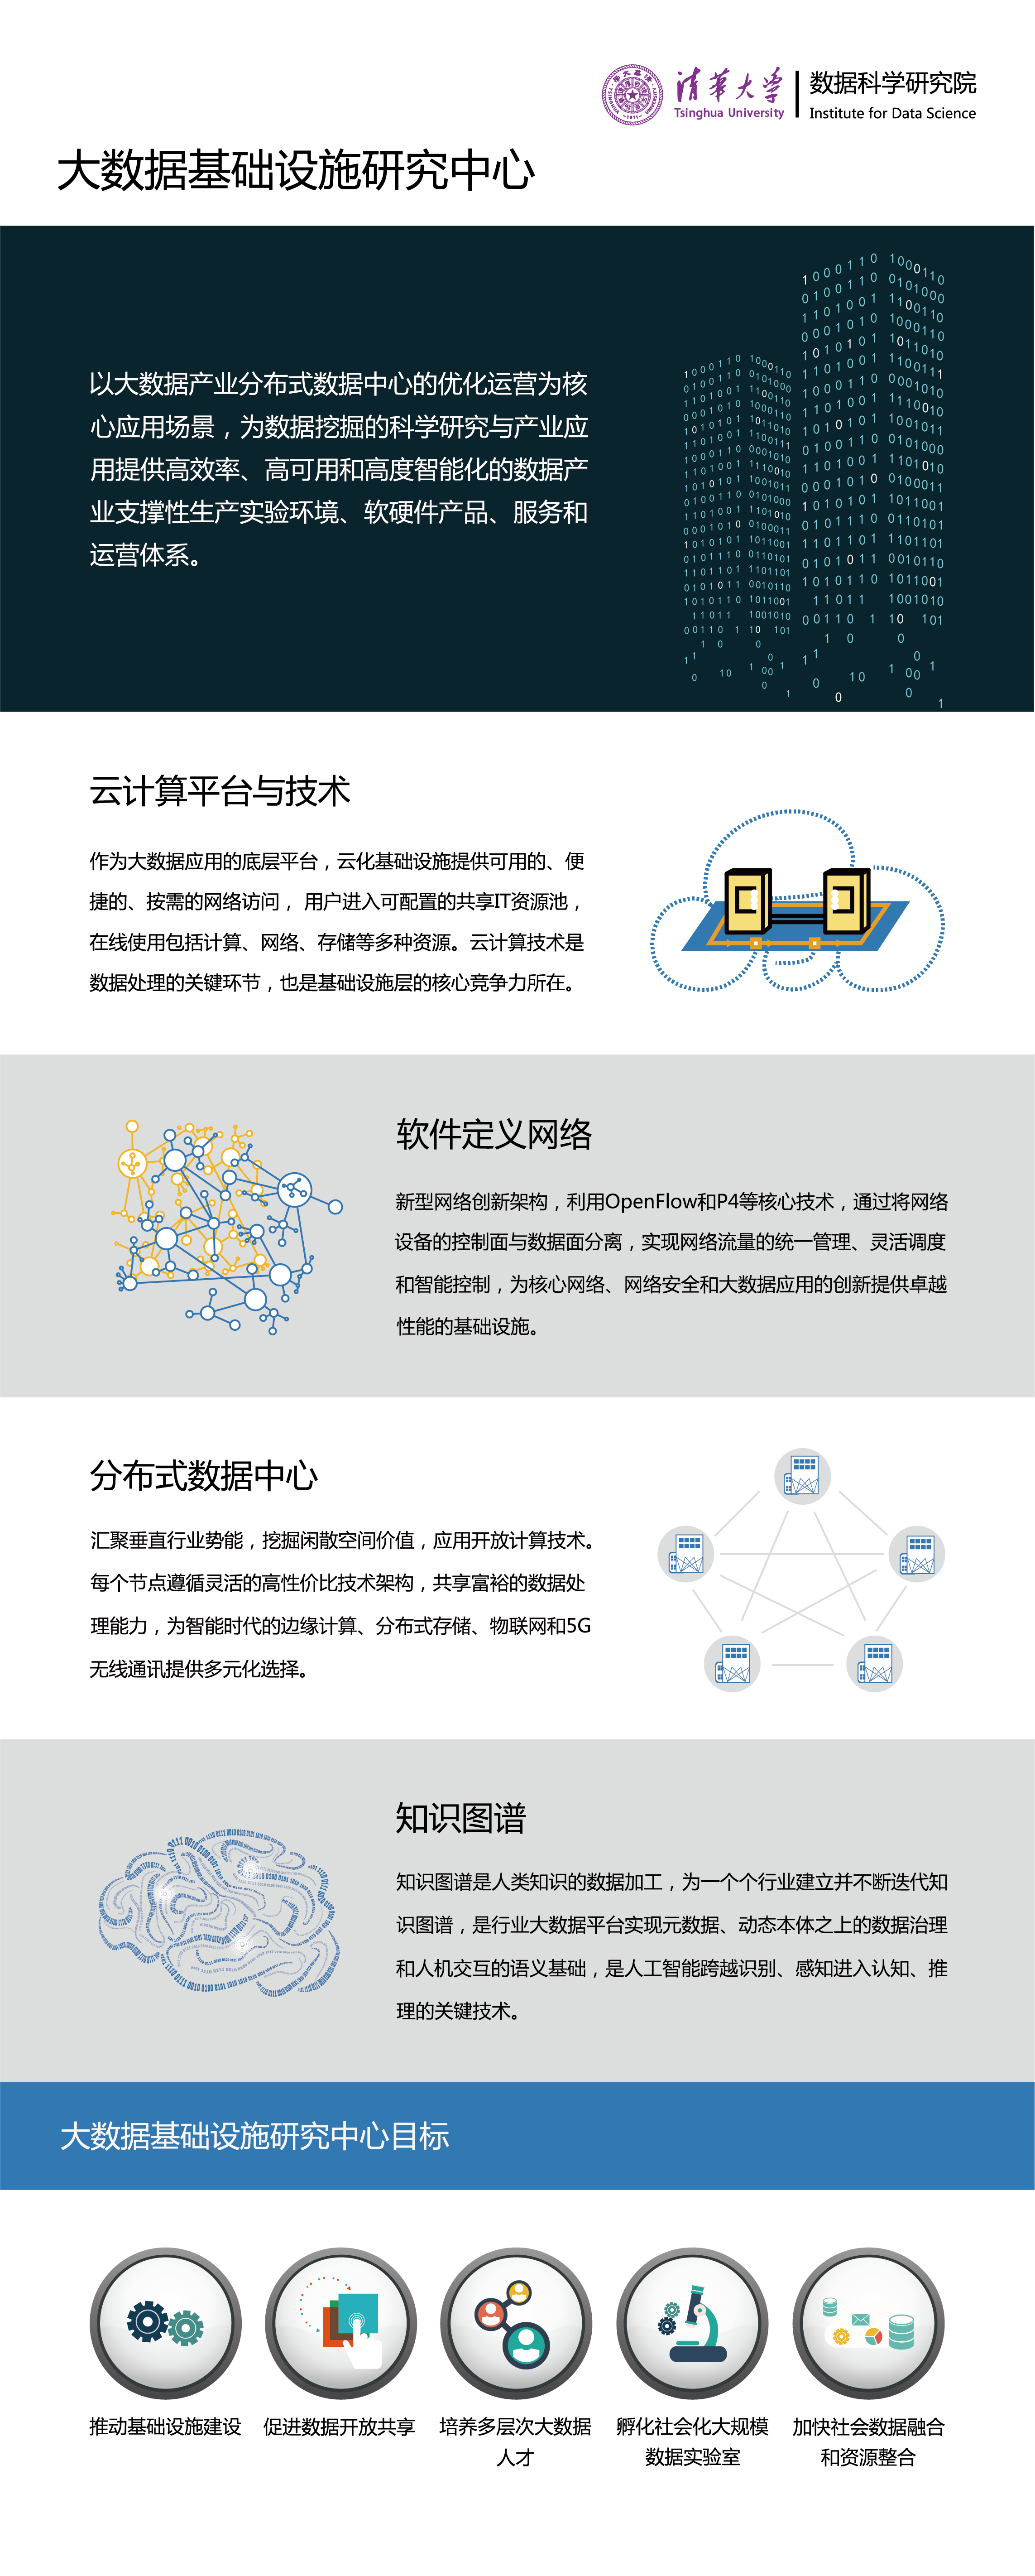 清華大学
Tsinghua University
数据科学研究院
Institute for Data Science
大数据基础设施研究中心
以大数据产业分布式数据中心的优化运营为核
心应用场景，为数据挖掘的科学研究与产业应
用提供高效率、高可用和高度智能化的数据产
业支撑性生产实验环境、软硬件产品、服务和
运营体系。
云计算平台与技术
作为大数据应用的底层平台，云化基础设施提供可用的、便
捷的、按需的网络访问， 用户进入可配置的共享IT资源池，
在线使用包括计算、网络、存储等多种资源。云计算技术是
数据处理的关键环节，也是基础设施层的核心竞争力所在。
软件定义网络
新型网络创新架构，利用OpenFlow和P4等核心技术，通过将网络
设备的控制面与数据面分离，实现网络流量的统一管理、灵活调度
和智能控制，为核心网络、网络安全和大数据应用的创新提供卓越
性能的基础设施。
分布式数据中心
汇聚垂直行业势能，挖掘闲散空间价值，应用开放计算技术。
每个节点遵循灵活的高性价比技术架构，共享富裕的数据处
理能力，为智能时代的边缘计算、分布式存储、物联网和5G
无线通讯提供多元化选择。
知识图谱
知识图谱是人类知识的数据加工，为一个个行业建立并不断迭代知
识图谱，是行业大数据平台实现元数据、动态本体之上的数据治理
和人机交互的语义基础，是人工智能跨越识别、感知进入认知、推
理的关键技术。
大数据基础设施研究中心目标
推动基础设施建设
促进数据开放共享
培养多层次大数据
人才
孵化社会化大规模
数据实验室
加快社会数据融合
和资源整合